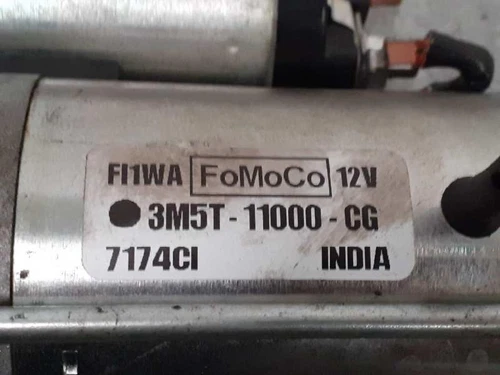 FI1WA FoMoCo 12V
3M5T-11000-CG
7174CI INDIA